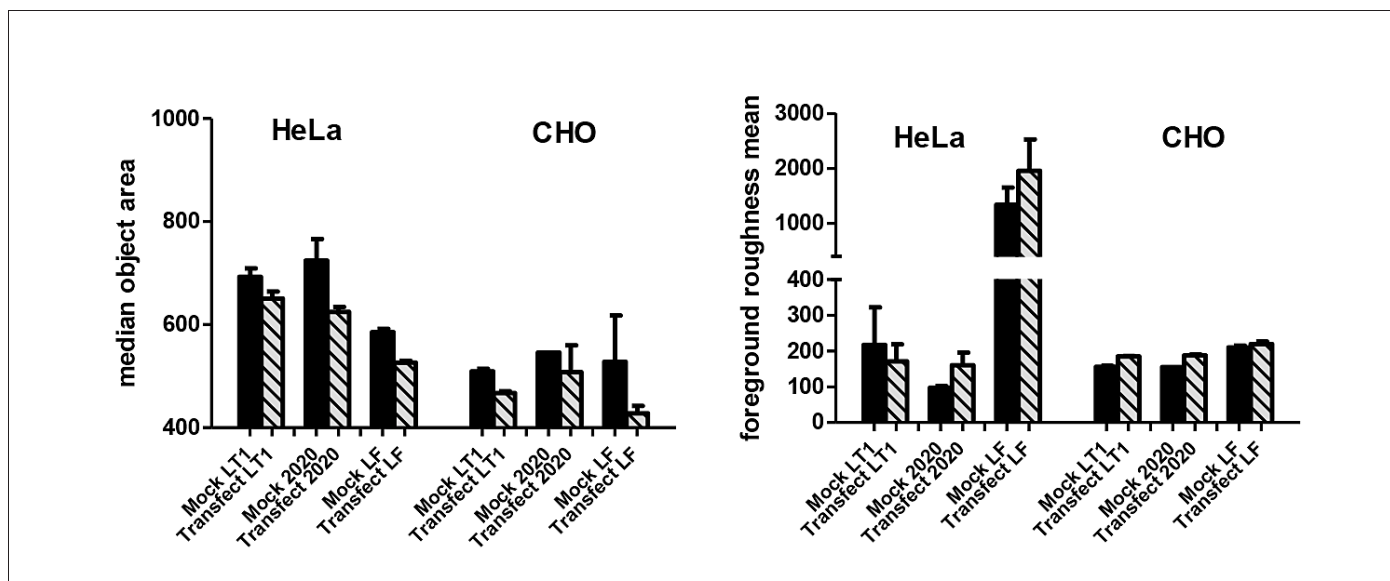 median object area
1000
800
600
400
HeLa
CHO
Mock LT1
Transfect LT1
Mock 2020
Transfect 2020
Mock LF
Transfect LF
Mock LT1
Transfect LT1
Mock 2020
Transfect 2020
Mock LF
Transfect LF
foreground roughness mean
3000
2000
1000
400
300
200
100
0
HeLa
CHO
Mock LT1
Transfect LT1
Mock 2020
Transfect 2020
Mock LF
Transfect LF
Mock LT1
Transfect LT1
Mock 2020
Transfect 2020
Mock LF
Transfect LF